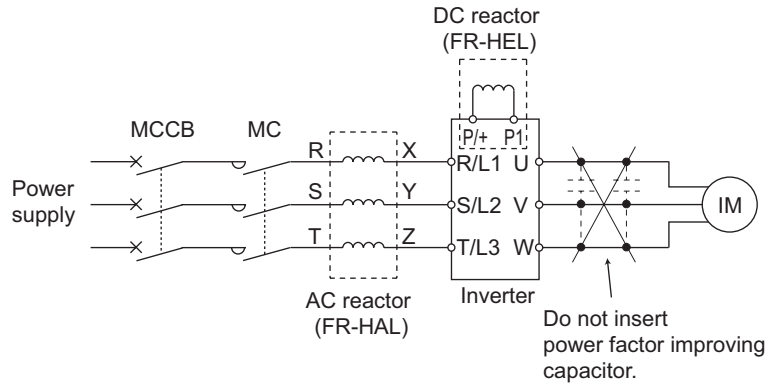 DC reactor
(FR-HEL)
MCCB
MC
P/+ P1
R X R/L1 U
Power
supply
S Y S/L2 V
IM
T Z T/L3 W
AC reactor
(FR-HAL)
Inverter
Do not insert
power factor improving
capacitor.